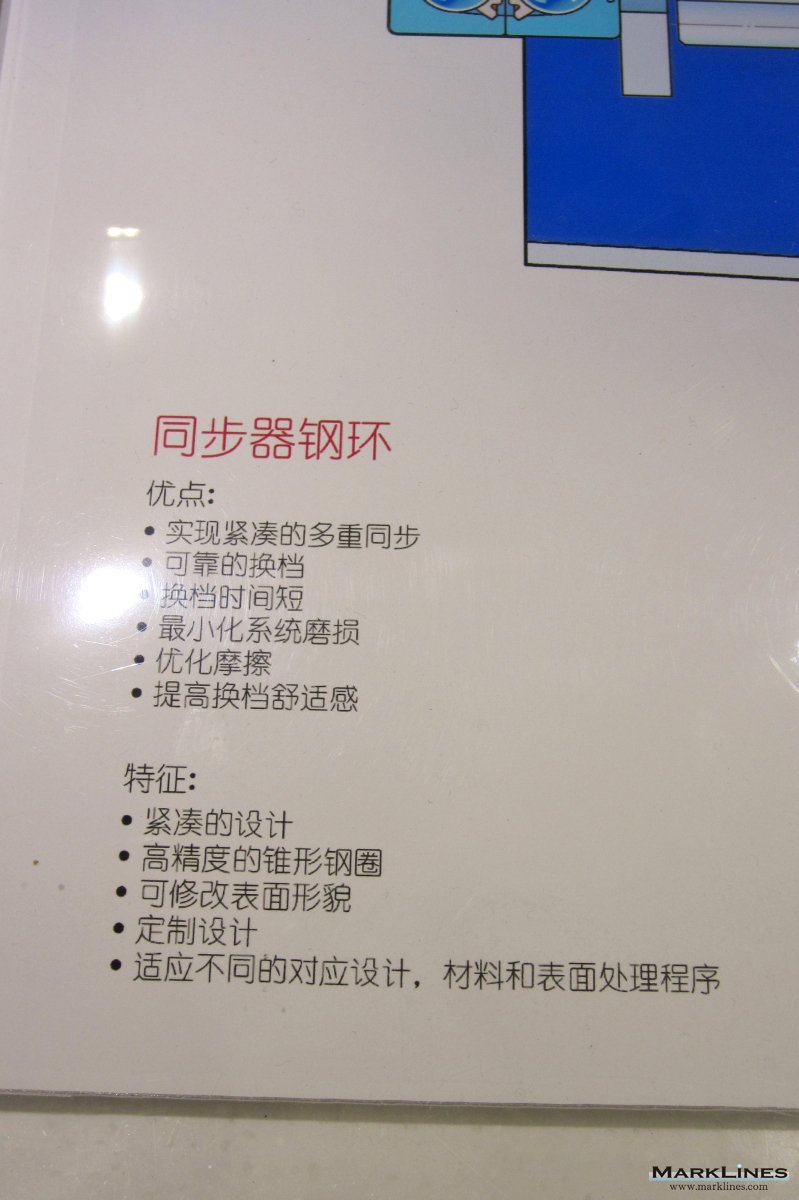 同步器钢环
优点:
• 实现紧凑的多重同步
• 可靠的换档
• 换档时间短
• 最小化系统磨损
• 优化摩擦
• 提高换档舒适感
特征:
• 紧凑的设计
• 高精度的锥形钢圈
• 可修改表面形貌
• 定制设计
• 适应不同的对应设计，材料和表面处理程序
MARKLINES
www.marklines.com